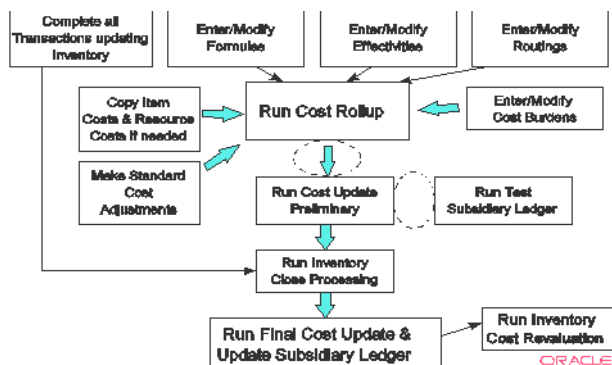 Complete all
Transactions updating
Inventory
Enter/Modify
Formulas
Enter/Modify
Effectivities
Enter/Modify
Routings
Copy Item
Costs & Resource
Costs if needed
Run Cost Rollup
Enter/Modify
Cost Burdens
Make Standard
Cost
Adjustments
Run Cost Update
Preliminary
Run Test
Subsidiary Ledger
Run Inventory
Close Processing
Run Final Cost Update &
Update Subsidiary Ledger
Run Inventory
Cost Revaluation
ORACLE